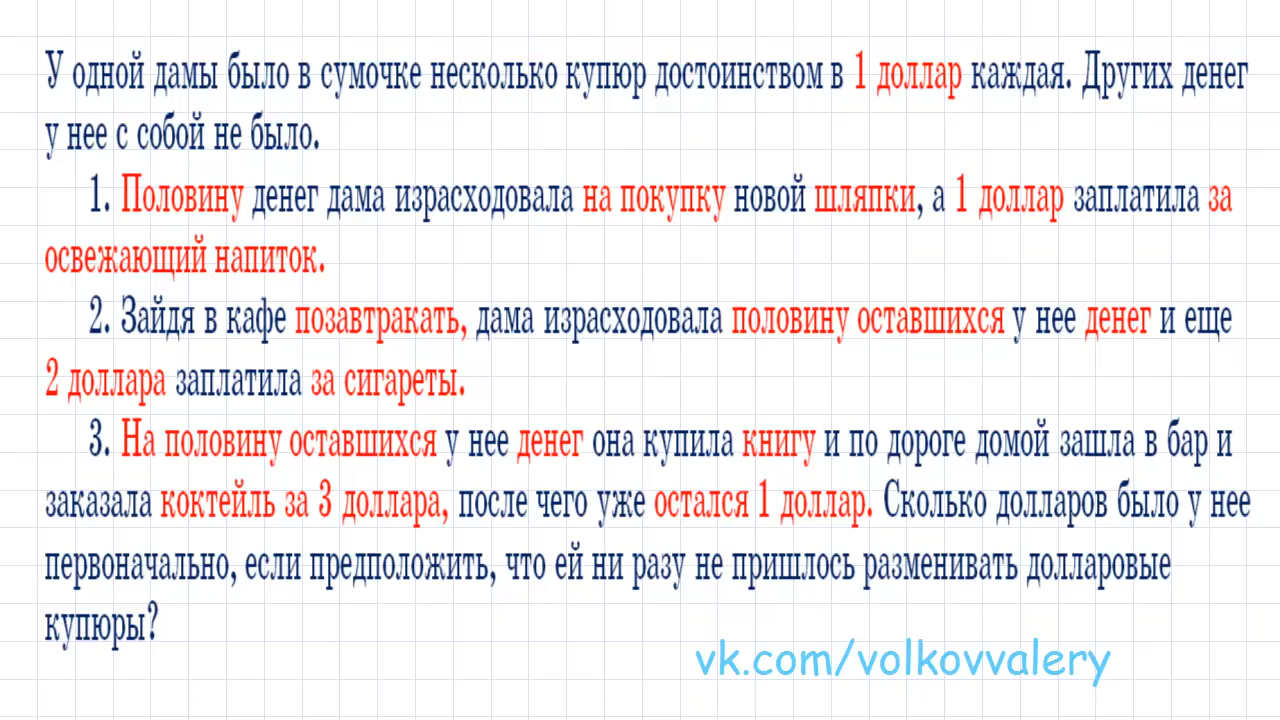 У одной дамы было в сумочке несколько купюр достоинством в 1 доллар каждая. Других денег
у нее с собой не было.
1. Половину денег дама израсходовала на покупку новой шляпки, а 1 доллар заплатила за
освежающий напиток.
2. Зайдя в кафе позавтракать, дама израсходовала половину оставшихся у нее денег и еще
2 доллара заплатила за сигареты.
3. На половину оставшихся у нее денег она купила книгу и по дороге домой зашла в бар и
заказала коктейль за 3 доллара, после чего уже остался 1 доллар. Сколько долларов было у нее
первоначально, если предположить, что ей ни разу не пришлось разменивать долларовые
купюры?
vk.com/volkovvalery